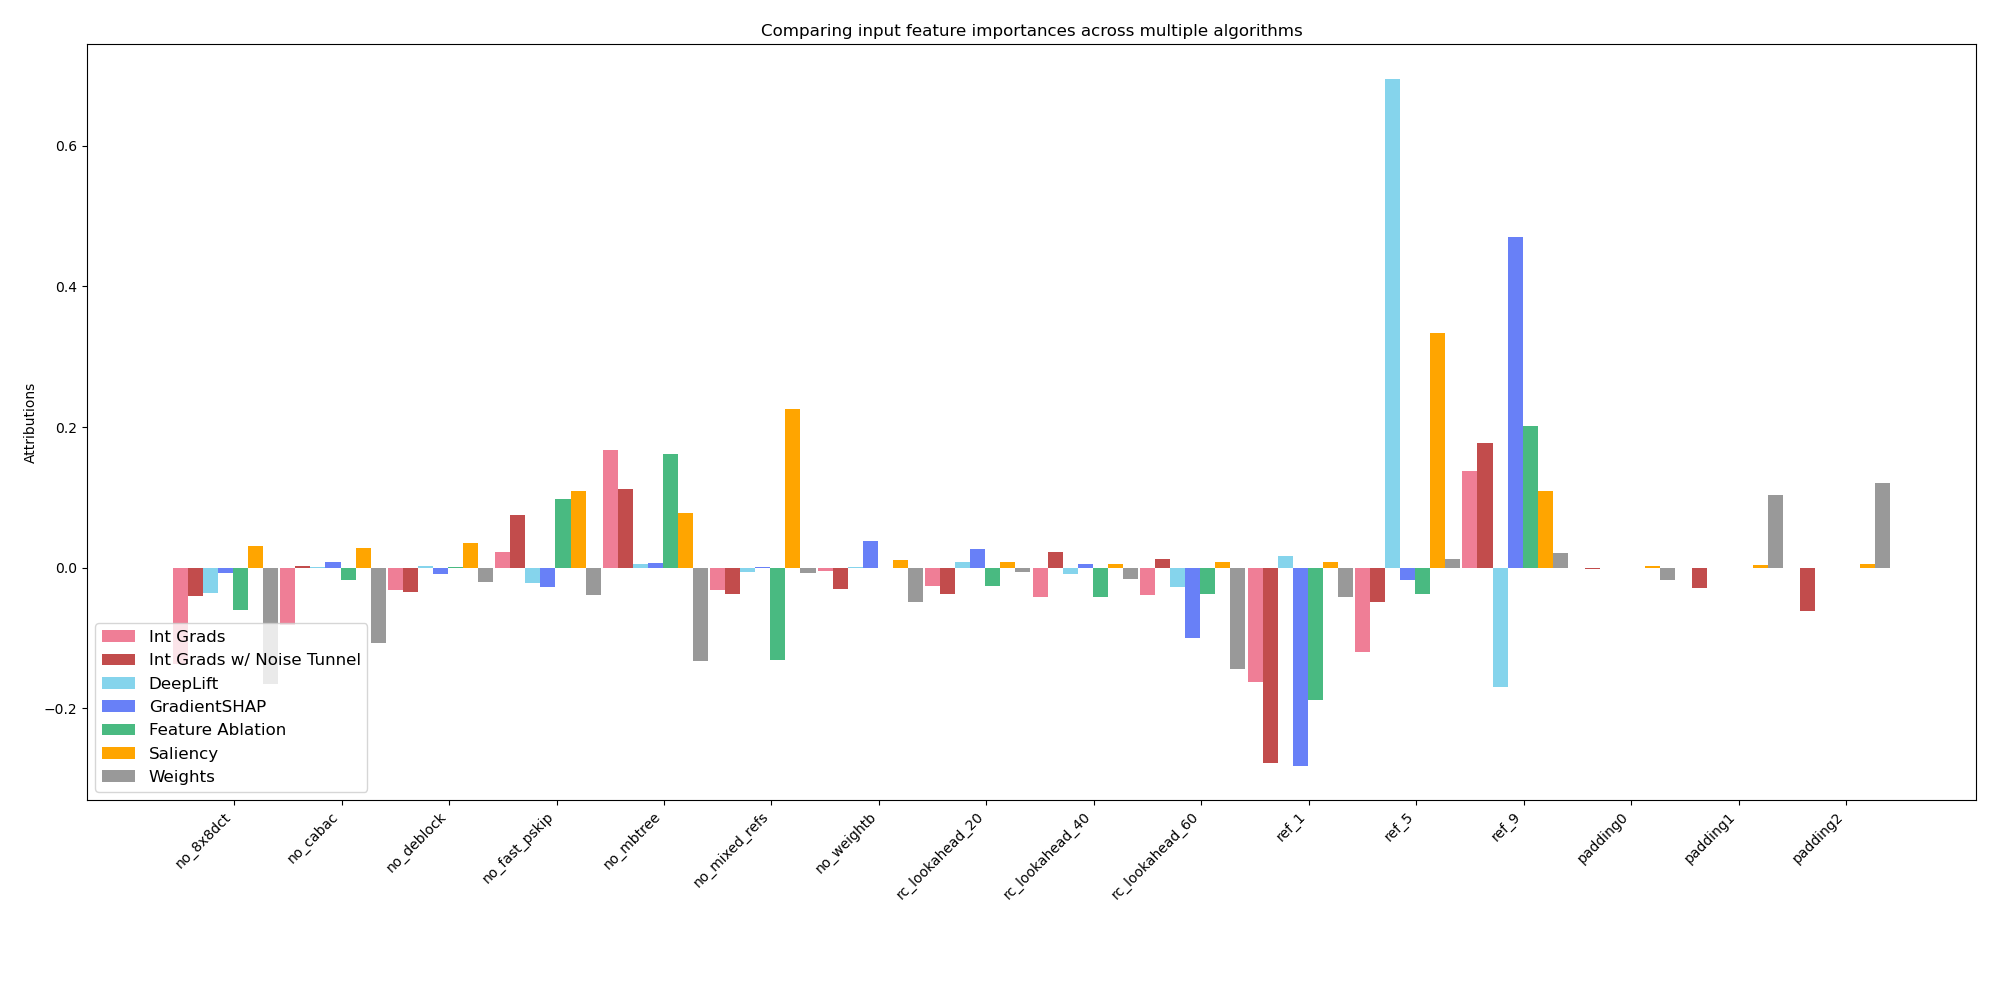 Comparing input feature importances across multiple algorithms
Attributions
0.6
0.4
0.2
0.0
−0.2
Int Grads
Int Grads w/ Noise Tunnel
DeepLift
GradientSHAP
Feature Ablation
Saliency
Weights
no_8x8dct
no_cabac
no_deblock
no_fast_pskip
no_mbtree
no_mixed_refs
no_weightb
rc_lookahead_20
rc_lookahead_40
rc_lookahead_60
ref_1
ref_5
ref_9
padding0
padding1
padding2